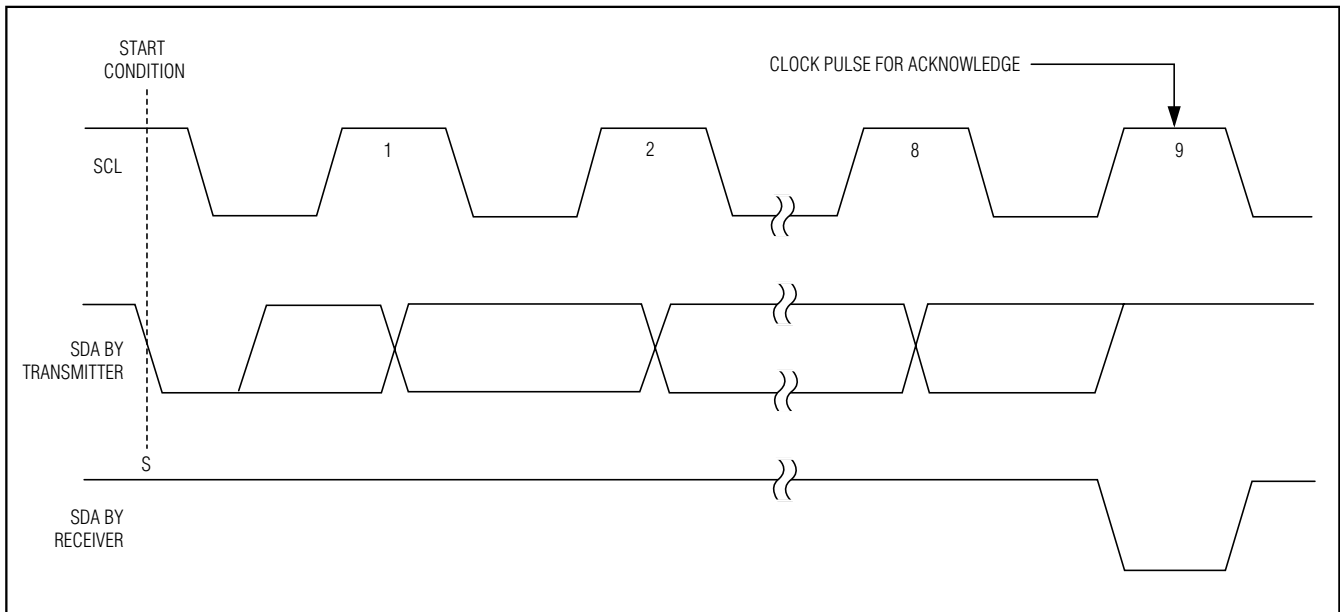 START
CONDITION
CLOCK PULSE FOR ACKNOWLEDGE
SCL
1
2
8
9
SDA BY
TRANSMITTER
S
SDA BY
RECEIVER